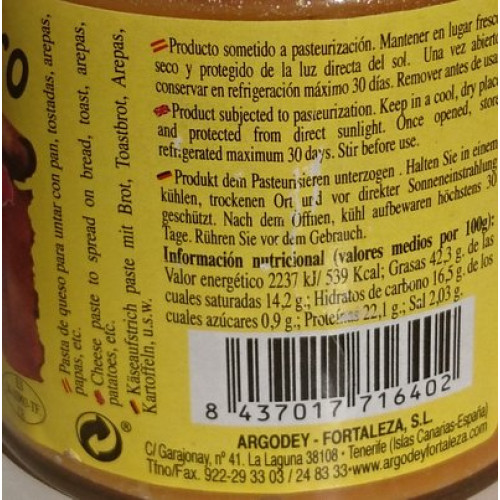 Pasta de queso para untar con pan, tostadas, arepas,
papas, etc.
Cheese paste to spread on bread, toast, arepas,
patatoes, etc.
Käseaufstrich paste mit Brot, Toastbrot, Arepas,
Kartoffeln, u.s.w.
Producto sometido a pasteurización. Mantener en lugar fresco
seco y protegido de la luz directa del sol. Una vez abierto
conservar en refrigeración máximo 30 días. Remover antes de usa
Product subjected to pasteurization. Keep in a cool, dry place
and protected from direct sunlight. Once opened, store
refrigerated maximum 30 days. Stir before use.
Produkt dein Pasteurisieren unterzogen . Halten Sie in einem
kühlen, trockenen Ort und vor direkter Sonneneinstrahlung
geschützt. Nach dem Öffnen, kühl aufbewaren höchstens 30
Tage. Rühren Sie vor dem Gebrauch.
Información nutricional (valores medios por 100g):
Valor energético 2237 kJ/ 539 Kcal; Grasas 42,3 g. de las
cuales saturadas 14,2 g.; Hidratos de carbono 16,5 g. de los
cuales azúcares 0,9 g.; Proteínas 22,1 g.; Sal 2,03 g.
8 437017 716402
ARGODEY - FORTALEZA, S.L.
C/ Garajonay, nº 41. La Laguna 38108 - Tenerife (Islas Canarias-España)
Tfno/Fax. 922-29 33 03 / 24 83 33 - www.argodeyfortaleza.com